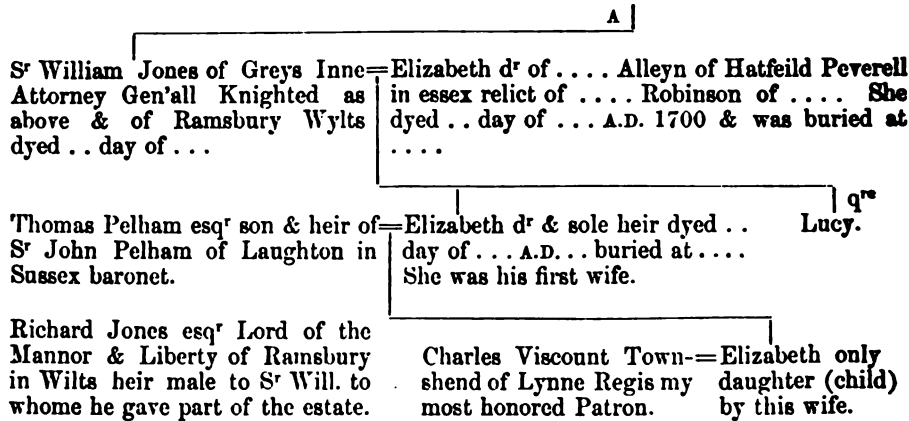 A
Sr William Jones of Greys Inne=Elizabeth dr of .... Alleyn of Hatfeild Peverell
Attorney Gen'all Knighted as in essex relict of .... Robinson of .... She
above & of Ramsbury Wylts dyed .. day of ... A.D. 1700 & was buried at
dyed .. day of ... ....
qre
Thomas Pelham esqr son & heir of=Elizabeth dr & sole heir dyed .. Lucy.
Sr John Pelham of Laughton in day of ... A.D... buried at ....
Sussex baronet. She was his first wife.
Richard Jones esqr Lord of the
Mannor & Liberty of Ramsbury Charles Viscount Town-=Elizabeth only
in Wilts heir male to Sr Will. to shend of Lynne Regis my daughter (child)
whome he gave part of the estate. most honored Patron. by this wife.